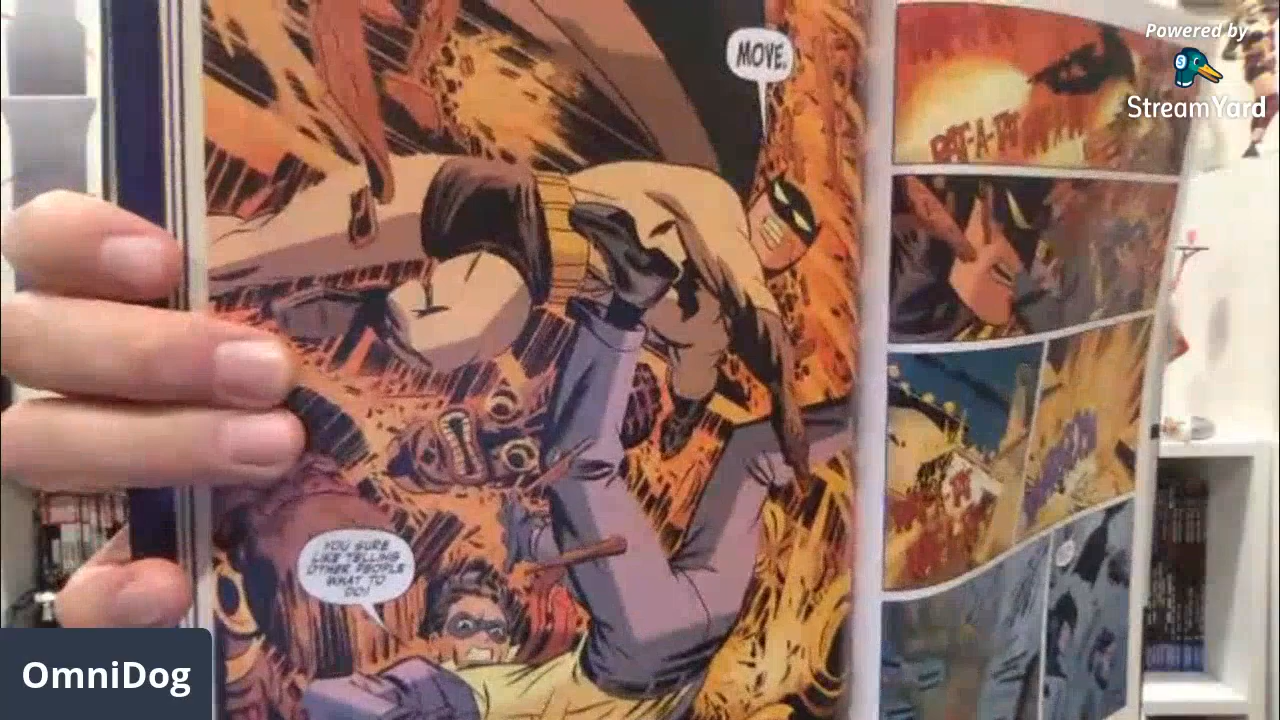 MOVE.
Powered by
StreamYard
RAT-A-TAT
YOU SURE
LIKE TELLING
OTHER PEOPLE
WHAT TO
DO!
OmniDog